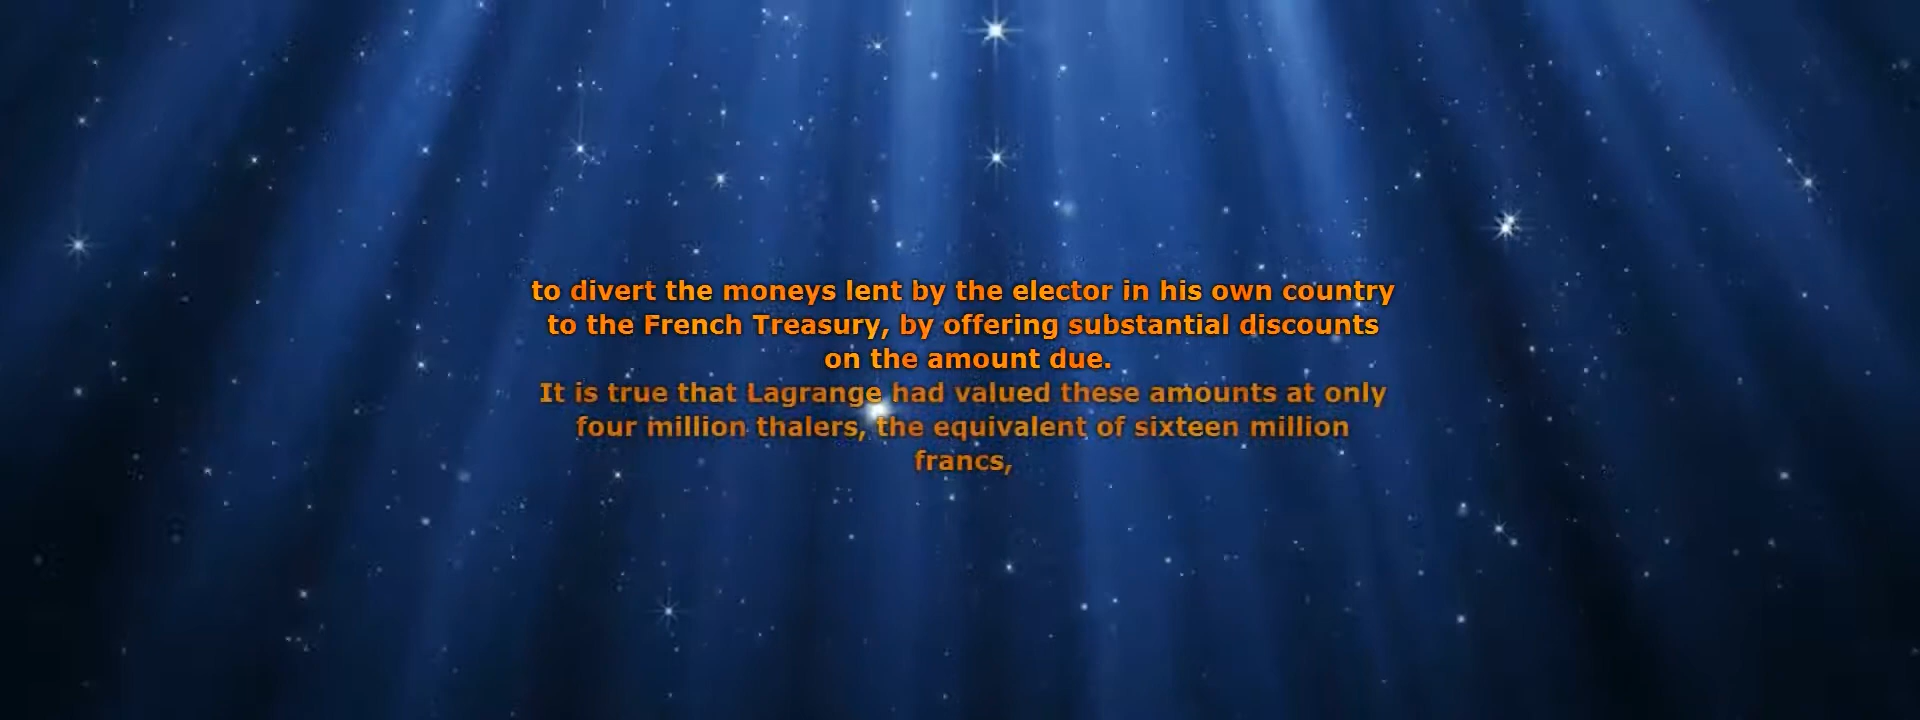 to divert the moneys lent by the elector in his own country
to the French Treasury, by offering substantial discounts
on the amount due.
It is true that Lagrange had valued these amounts at only
four million thalers, the equivalent of sixteen million
francs,